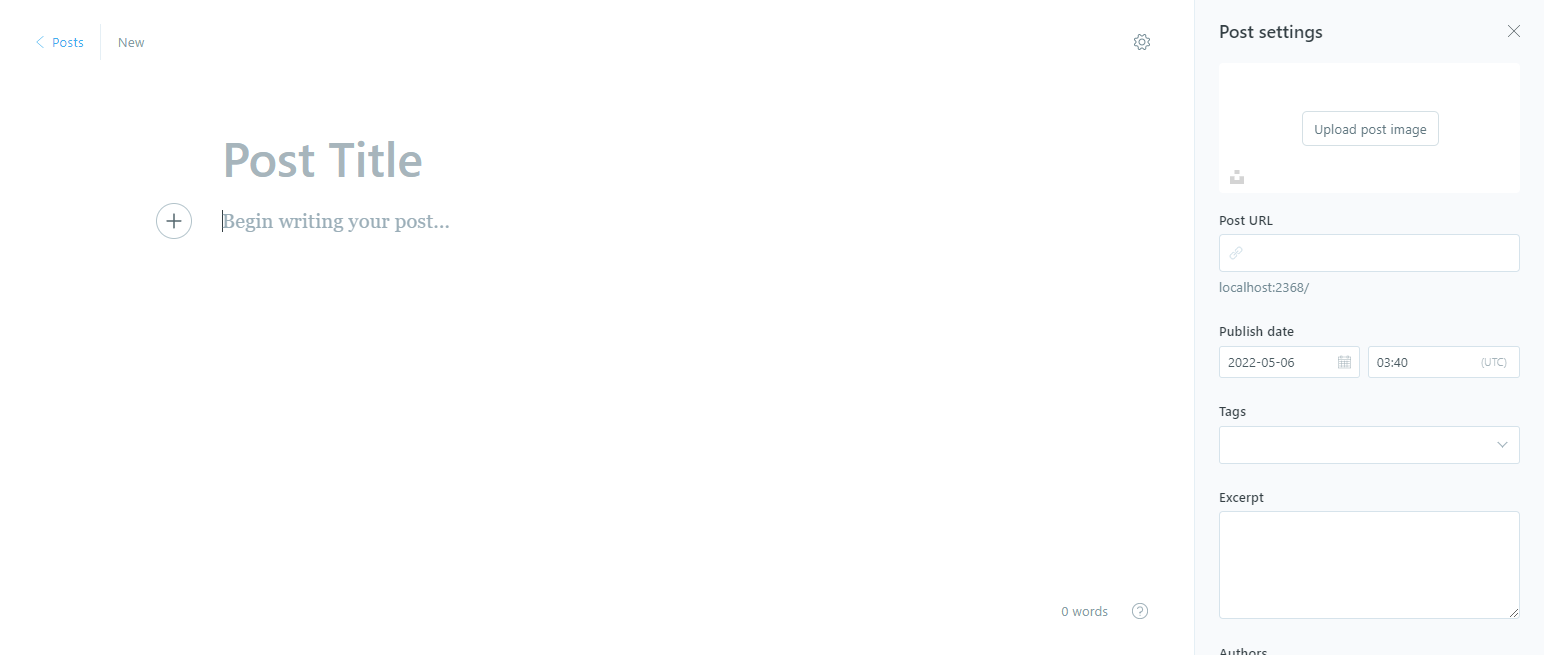 Posts
New
Post Title
Begin writing your post...
0 words
?
Post settings
Upload post image
Post URL
localhost:2368/
Publish date
2022-05-06
03:40 (UTC)
Tags
Excerpt
Authors